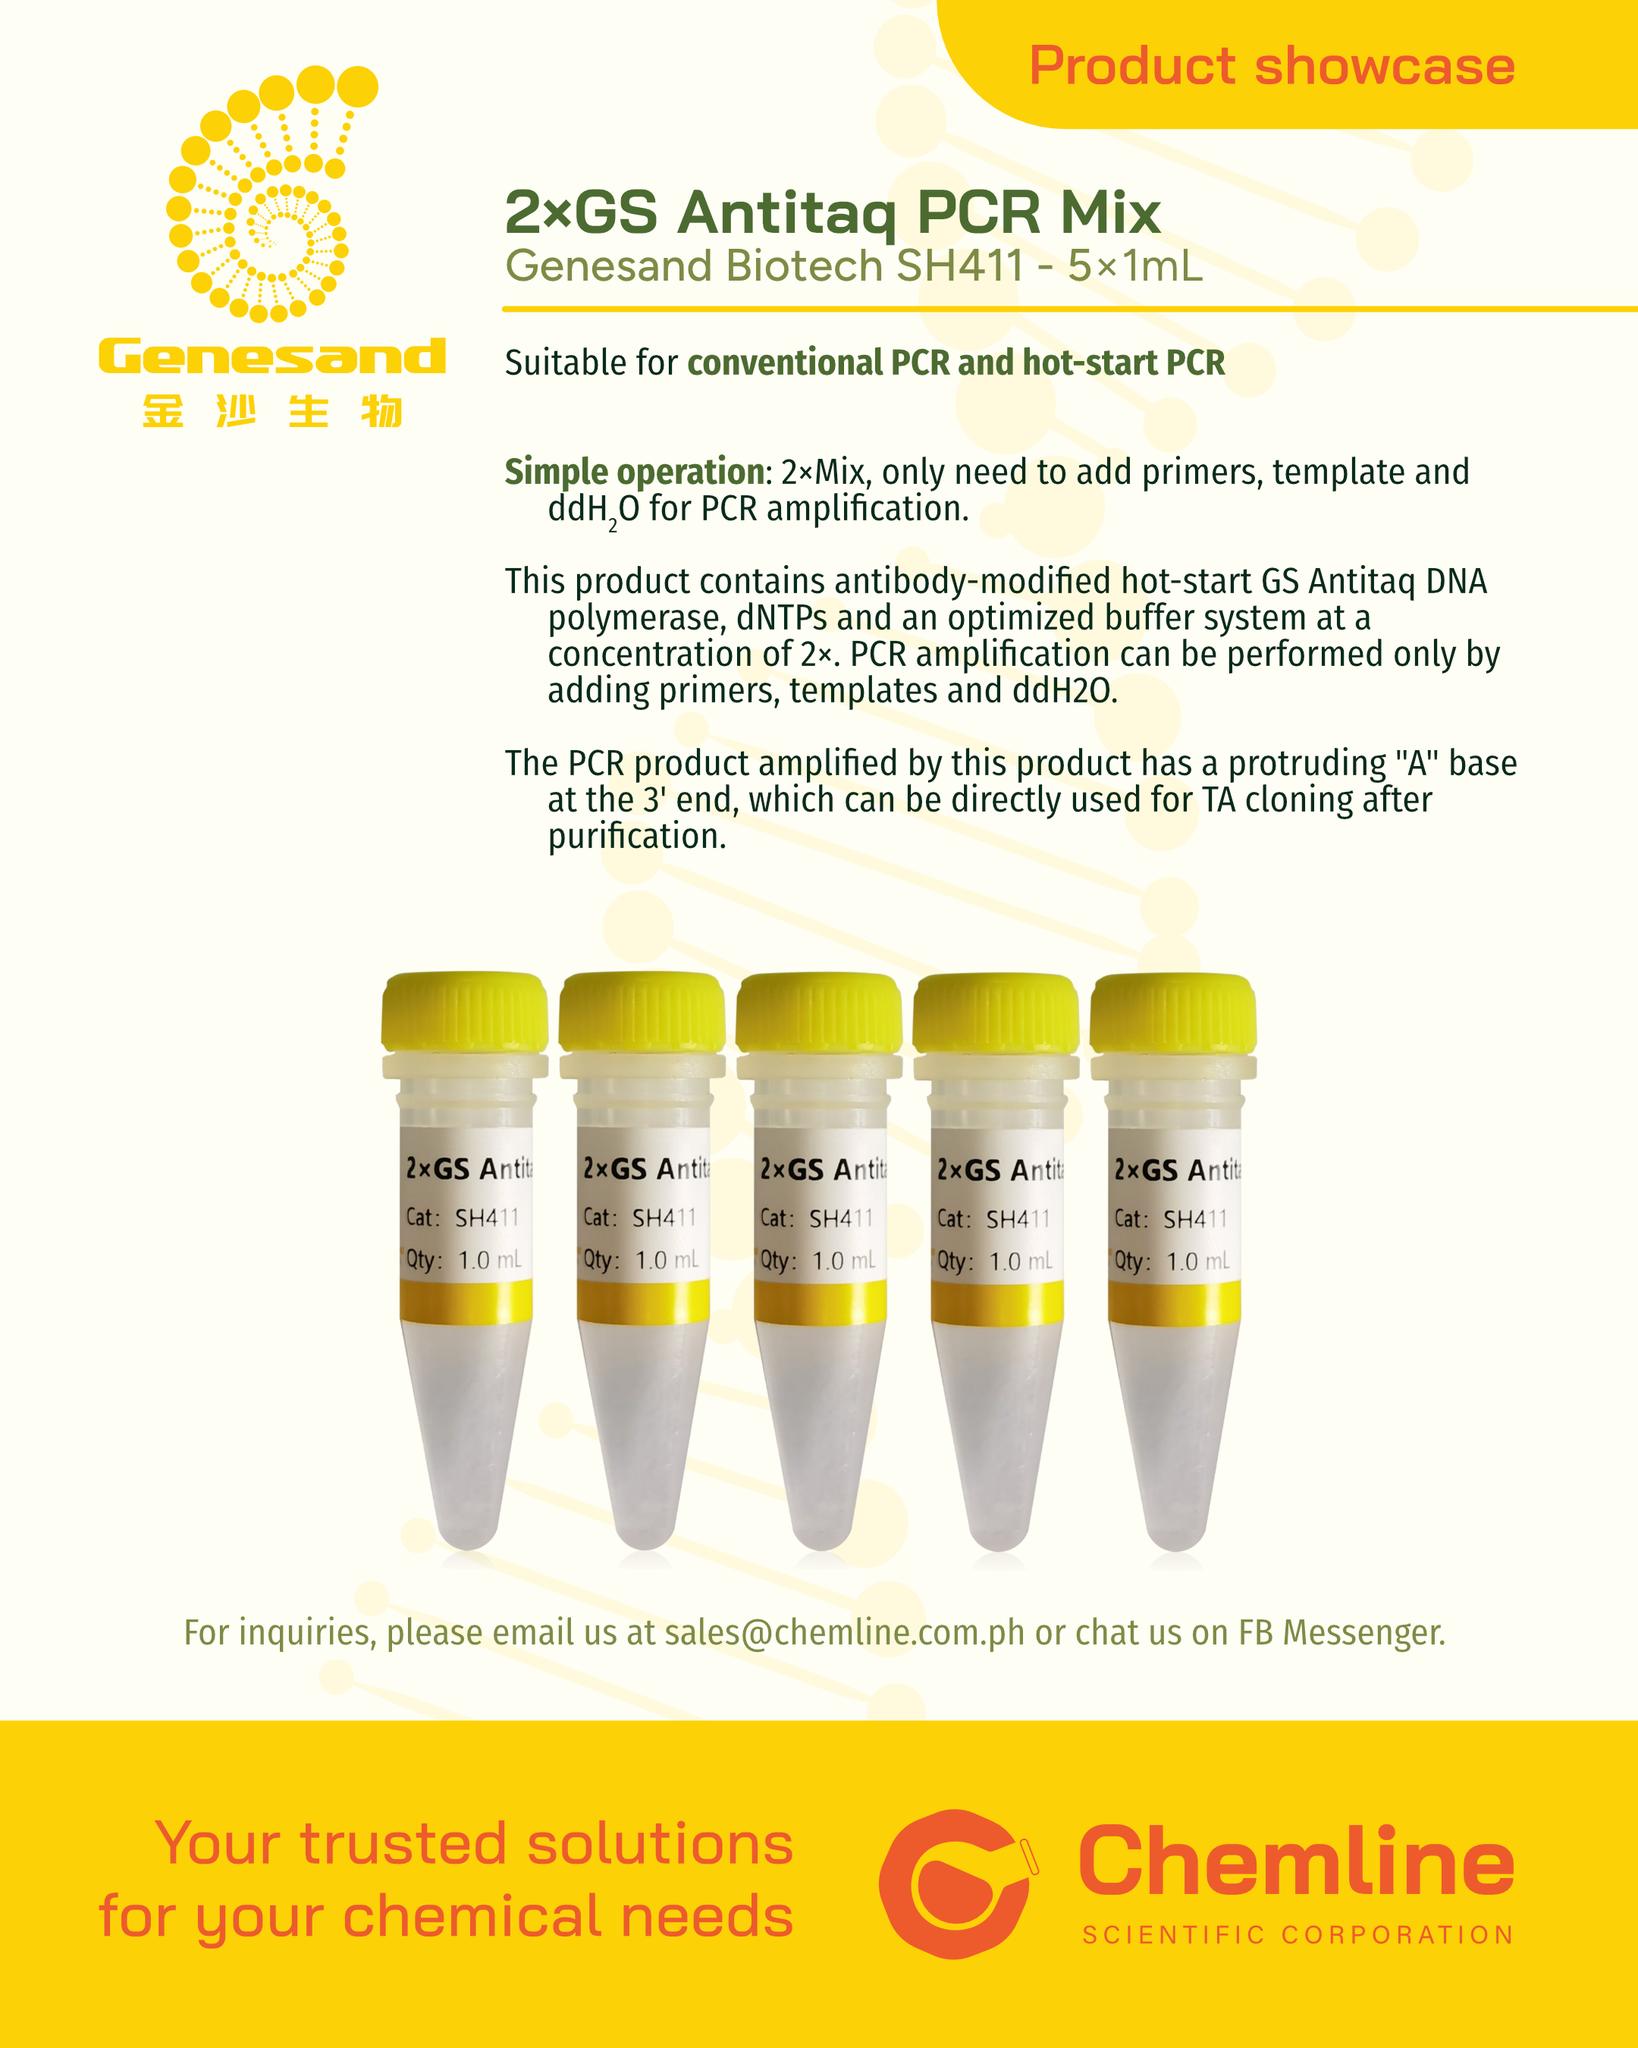 Product showcase
Genesand
金沙生物
2×GS Antitaq PCR Mix
Genesand Biotech SH411 - 5×1mL
Suitable for conventional PCR and hot-start PCR
Simple operation: 2×Mix, only need to add primers, template and
ddH₂O for PCR amplification.
This product contains antibody-modified hot-start GS Antitaq DNA
polymerase, dNTPs and an optimized buffer system at a
concentration of 2×. PCR amplification can be performed only by
adding primers, templates and ddH2O.
The PCR product amplified by this product has a protruding "A" base
at the 3' end, which can be directly used for TA cloning after
purification.
2×GS Antita
Cat: SH411
Qty: 1.0 mL
2×GS Antit
Cat: SH411
Qty: 1.0 mL
2×GS Antita
Cat: SH411
Qty: 1.0 mL
2×GS Antita
Cat: SH411
Qty: 1.0 mL
2×GS Antita
Cat: SH411
Qty: 1.0 mL
For inquiries, please email us at sales@chemline.com.ph or chat us on FB Messenger.
Your trusted solutions
for your chemical needs
Chemline
SCIENTIFIC CORPORATION